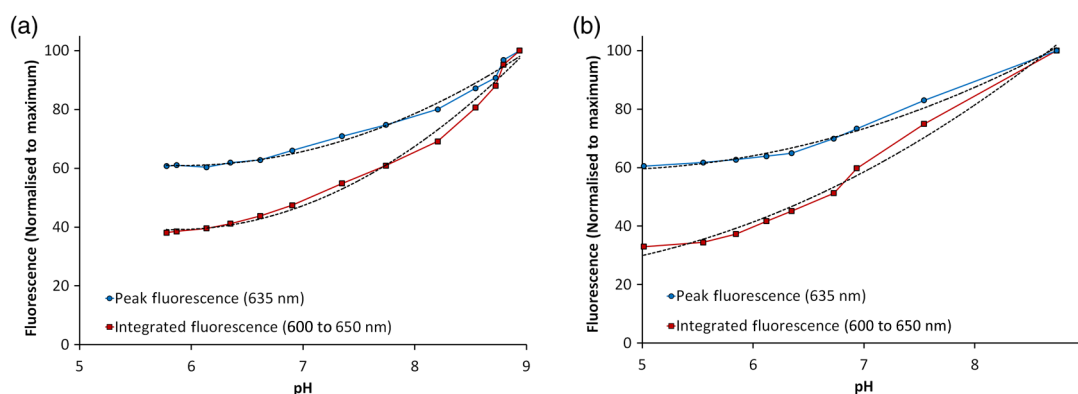 (a)
Fluorescence (Normalised to maximum)
100
80
60
40
20
0
Peak fluorescence (635 nm)
Integrated fluorescence (600 to 650 nm)
5 6 7 8 9
pH
(b)
Fluorescence (Normalised to maximum)
100
80
60
40
20
0
Peak fluorescence (635 nm)
Integrated fluorescence (600 to 650 nm)
5 6 7 8
pH